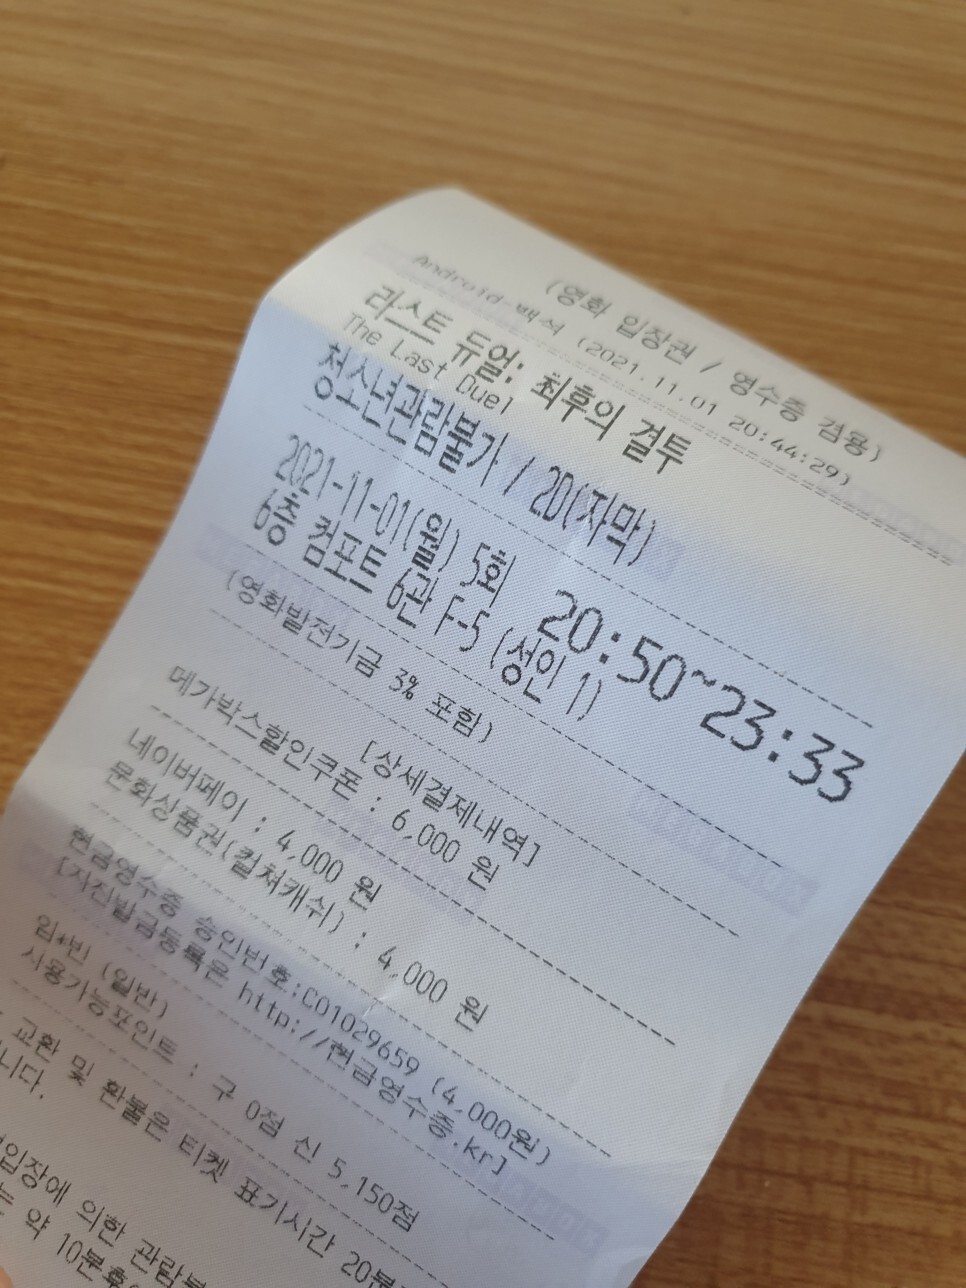 (영화 입장권 / 영수증 겸용)
Android-백석 (2021.11.01 20:44:29)
라스트 듀얼: 최후의 결투
The Last Duel
청소년관람불가 / 2D(자막)
2021-11-01(월) 5회 20:50~23:33
6층 컴포트 6관 F-5 (성인 1)
(영화발전기금 3% 포함)
[상세결제내역]
메가박스할인쿠폰 : 6,000 원
네이버페이 : 4,000 원
문화상품권(컬쳐캐쉬) : 4,000 원
현금영수증 승인번호:C01029659 (4,000원)
[자진발급등록은 http://현금영수증.kr]
임*빈 (일반)
사용가능포인트 : 구 0점 신 5,150점
교환 및 환불은 티켓 표기시간 20분
니다.
입장에 의한 관람
약 10분후